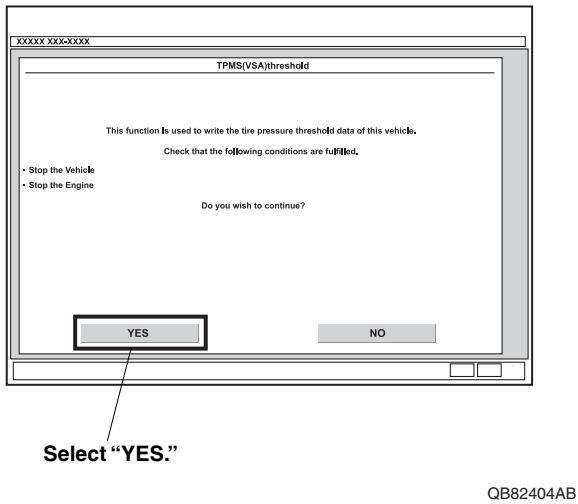 XXXXX XXX-XXXX
TPMS(VSA)threshold
This function is used to write the tire pressure threshold data of this vehicle.
Check that the following conditions are fulfilled.
• Stop the Vehicle
• Stop the Engine
Do you wish to continue?
YES
NO
Select “YES.”
QB82404AB